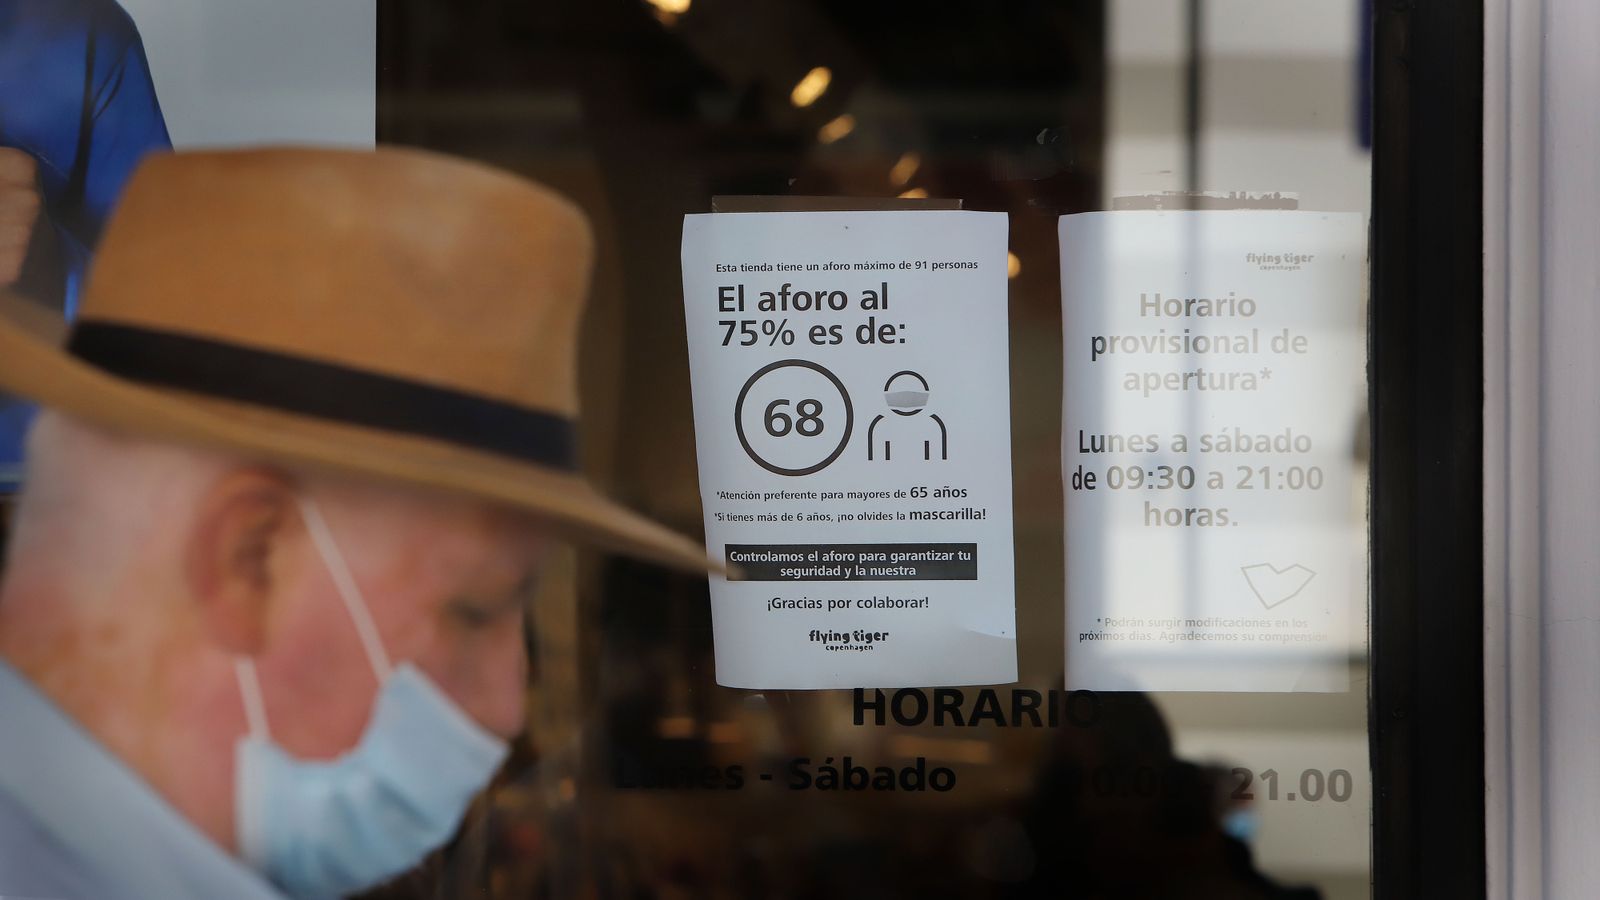 Esta tienda tiene un aforo máximo de 91 personas
El aforo al
75% es de:
68
*Atención preferente para mayores de 65 años
*Si tienes más de 6 años, ¡no olvides la mascarilla!
Controlamos el aforo para garantizar tu
seguridad y la nuestra
¡Gracias por colaborar!
flying tiger
copenhagen
flying tiger
copenhagen
Horario
provisional de
apertura*
Lunes a sábado
de 09:30 a 21:00
horas.
* Podrán surgir modificaciones en los
próximos días. Agradecemos su comprensión
HORARIO
Lunes - Sábado
21.00